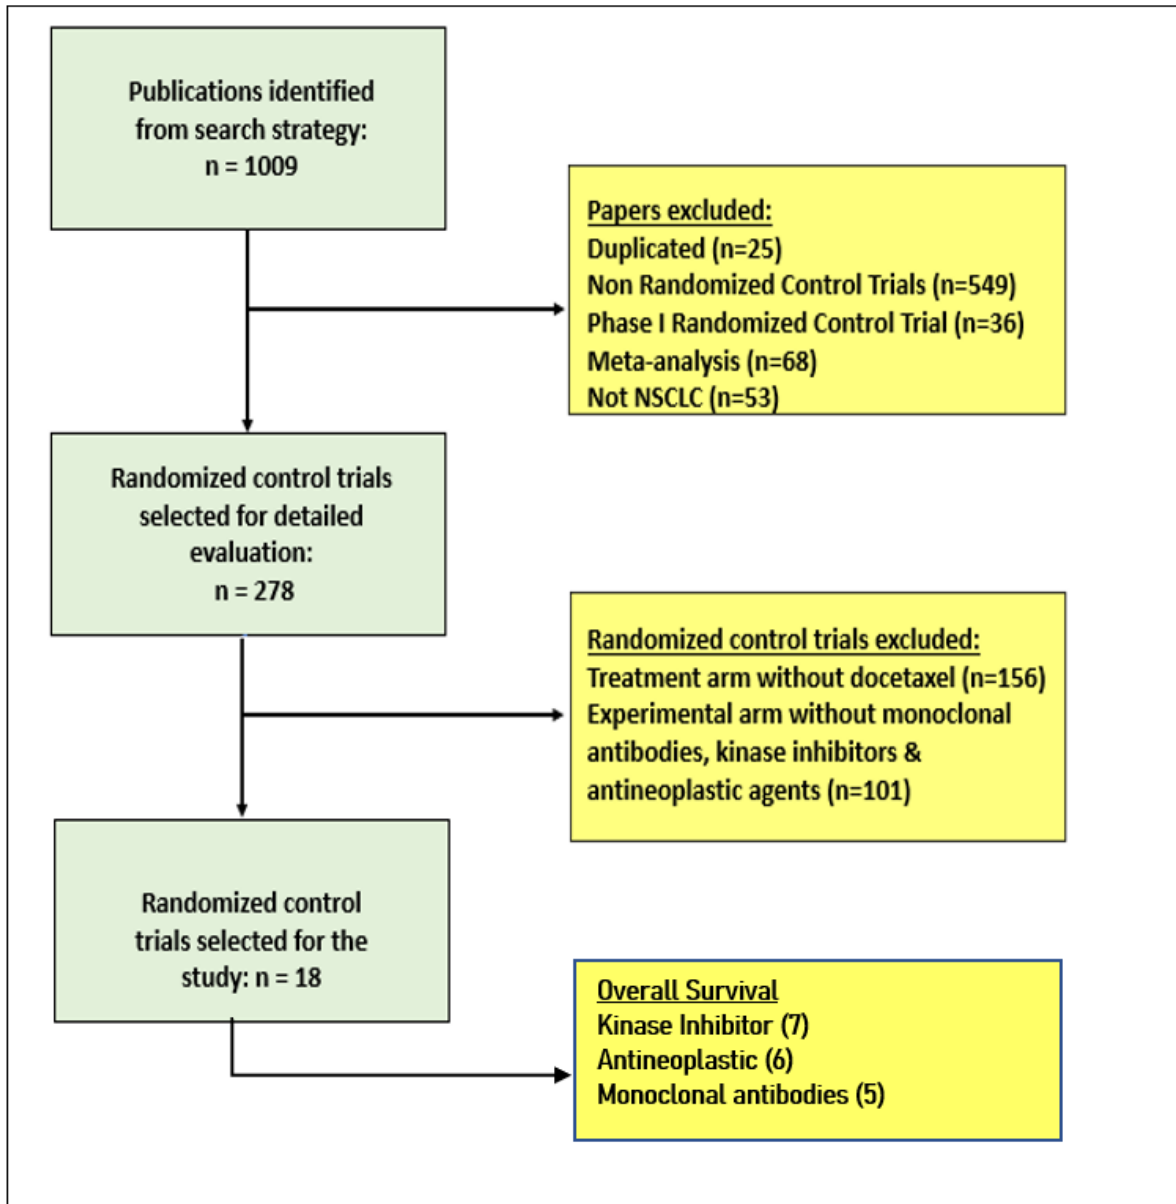 Publications identified
from search strategy:
n = 1009
Papers excluded:
Duplicated (n=25)
Non Randomized Control Trials (n=549)
Phase I Randomized Control Trial (n=36)
Meta-analysis (n=68)
Not NSCLC (n=53)
Randomized control trials
selected for detailed
evaluation:
n = 278
Randomized control trials excluded:
Treatment arm without docetaxel (n=156)
Experimental arm without monoclonal
antibodies, kinase inhibitors &
antineoplastic agents (n=101)
Randomized control
trials selected for the
study: n = 18
Overall Survival
Kinase Inhibitor (7)
Antineoplastic (6)
Monoclonal antibodies (5)